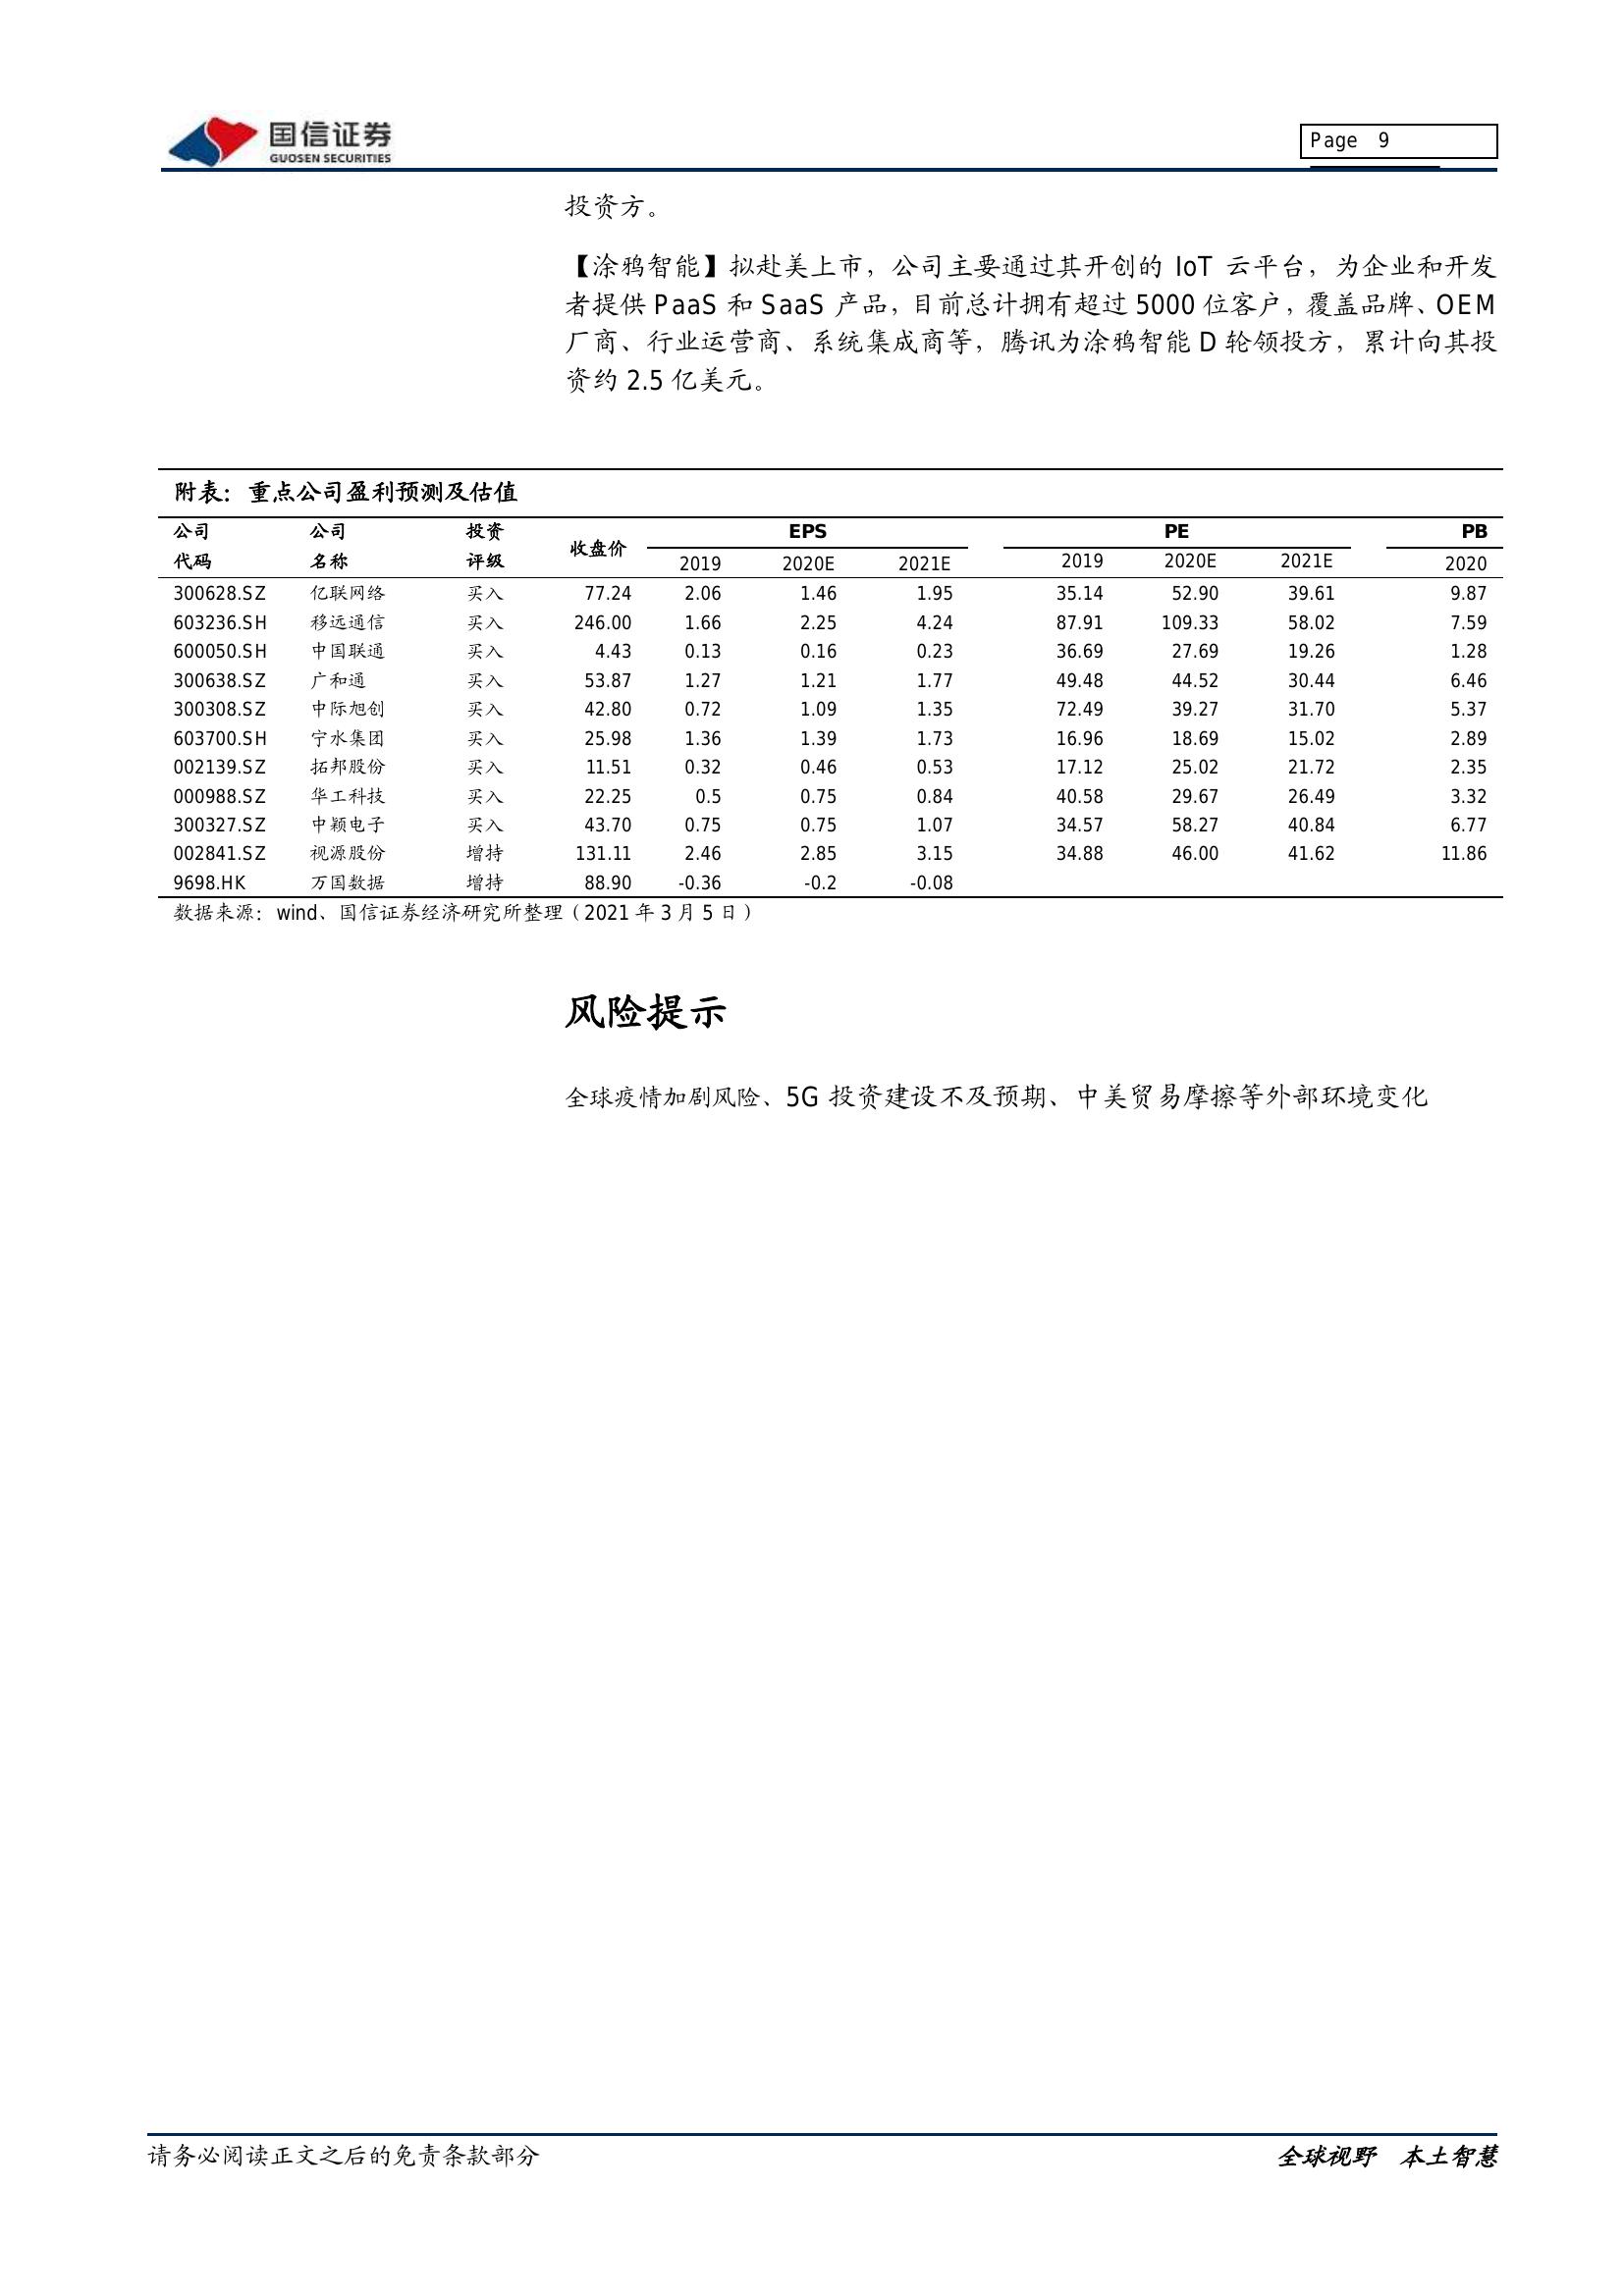 国信证券
GUOSEN SECURITIES
Page 9
投资方。
【涂鸦智能】拟赴美上市，公司主要通过其开创的 IoT 云平台，为企业和开发
者提供 PaaS 和 SaaS 产品，目前总计拥有超过 5000 位客户，覆盖品牌、OEM
厂商、行业运营商、系统集成商等，腾讯为涂鸦智能 D 轮领投方，累计向其投
资约 2.5 亿美元。
附表：重点公司盈利预测及估值
公司 公司 投资 收盘价 EPS PE PB
代码 名称 评级 2019 2020E 2021E 2019 2020E 2021E 2020
300628.SZ 亿联网络 买入 77.24 2.06 1.46 1.95 35.14 52.90 39.61 9.87
603236.SH 移远通信 买入 246.00 1.66 2.25 4.24 87.91 109.33 58.02 7.59
600050.SH 中国联通 买入 4.43 0.13 0.16 0.23 36.69 27.69 19.26 1.28
300638.SZ 广和通 买入 53.87 1.27 1.21 1.77 49.48 44.52 30.44 6.46
300308.SZ 中际旭创 买入 42.80 0.72 1.09 1.35 72.49 39.27 31.70 5.37
603700.SH 宁水集团 买入 25.98 1.36 1.39 1.73 16.96 18.69 15.02 2.89
002139.SZ 拓邦股份 买入 11.51 0.32 0.46 0.53 17.12 25.02 21.72 2.35
000988.SZ 华工科技 买入 22.25 0.5 0.75 0.84 40.58 29.67 26.49 3.32
300327.SZ 中颖电子 买入 43.70 0.75 0.75 1.07 34.57 58.27 40.84 6.77
002841.SZ 视源股份 增持 131.11 2.46 2.85 3.15 34.88 46.00 41.62 11.86
9698.HK 万国数据 增持 88.90 -0.36 -0.2 -0.08
数据来源：wind、国信证券经济研究所整理（2021 年 3 月 5 日）
风险提示
全球疫情加剧风险、5G 投资建设不及预期、中美贸易摩擦等外部环境变化
请务必阅读正文之后的免责条款部分
全球视野 本土智慧